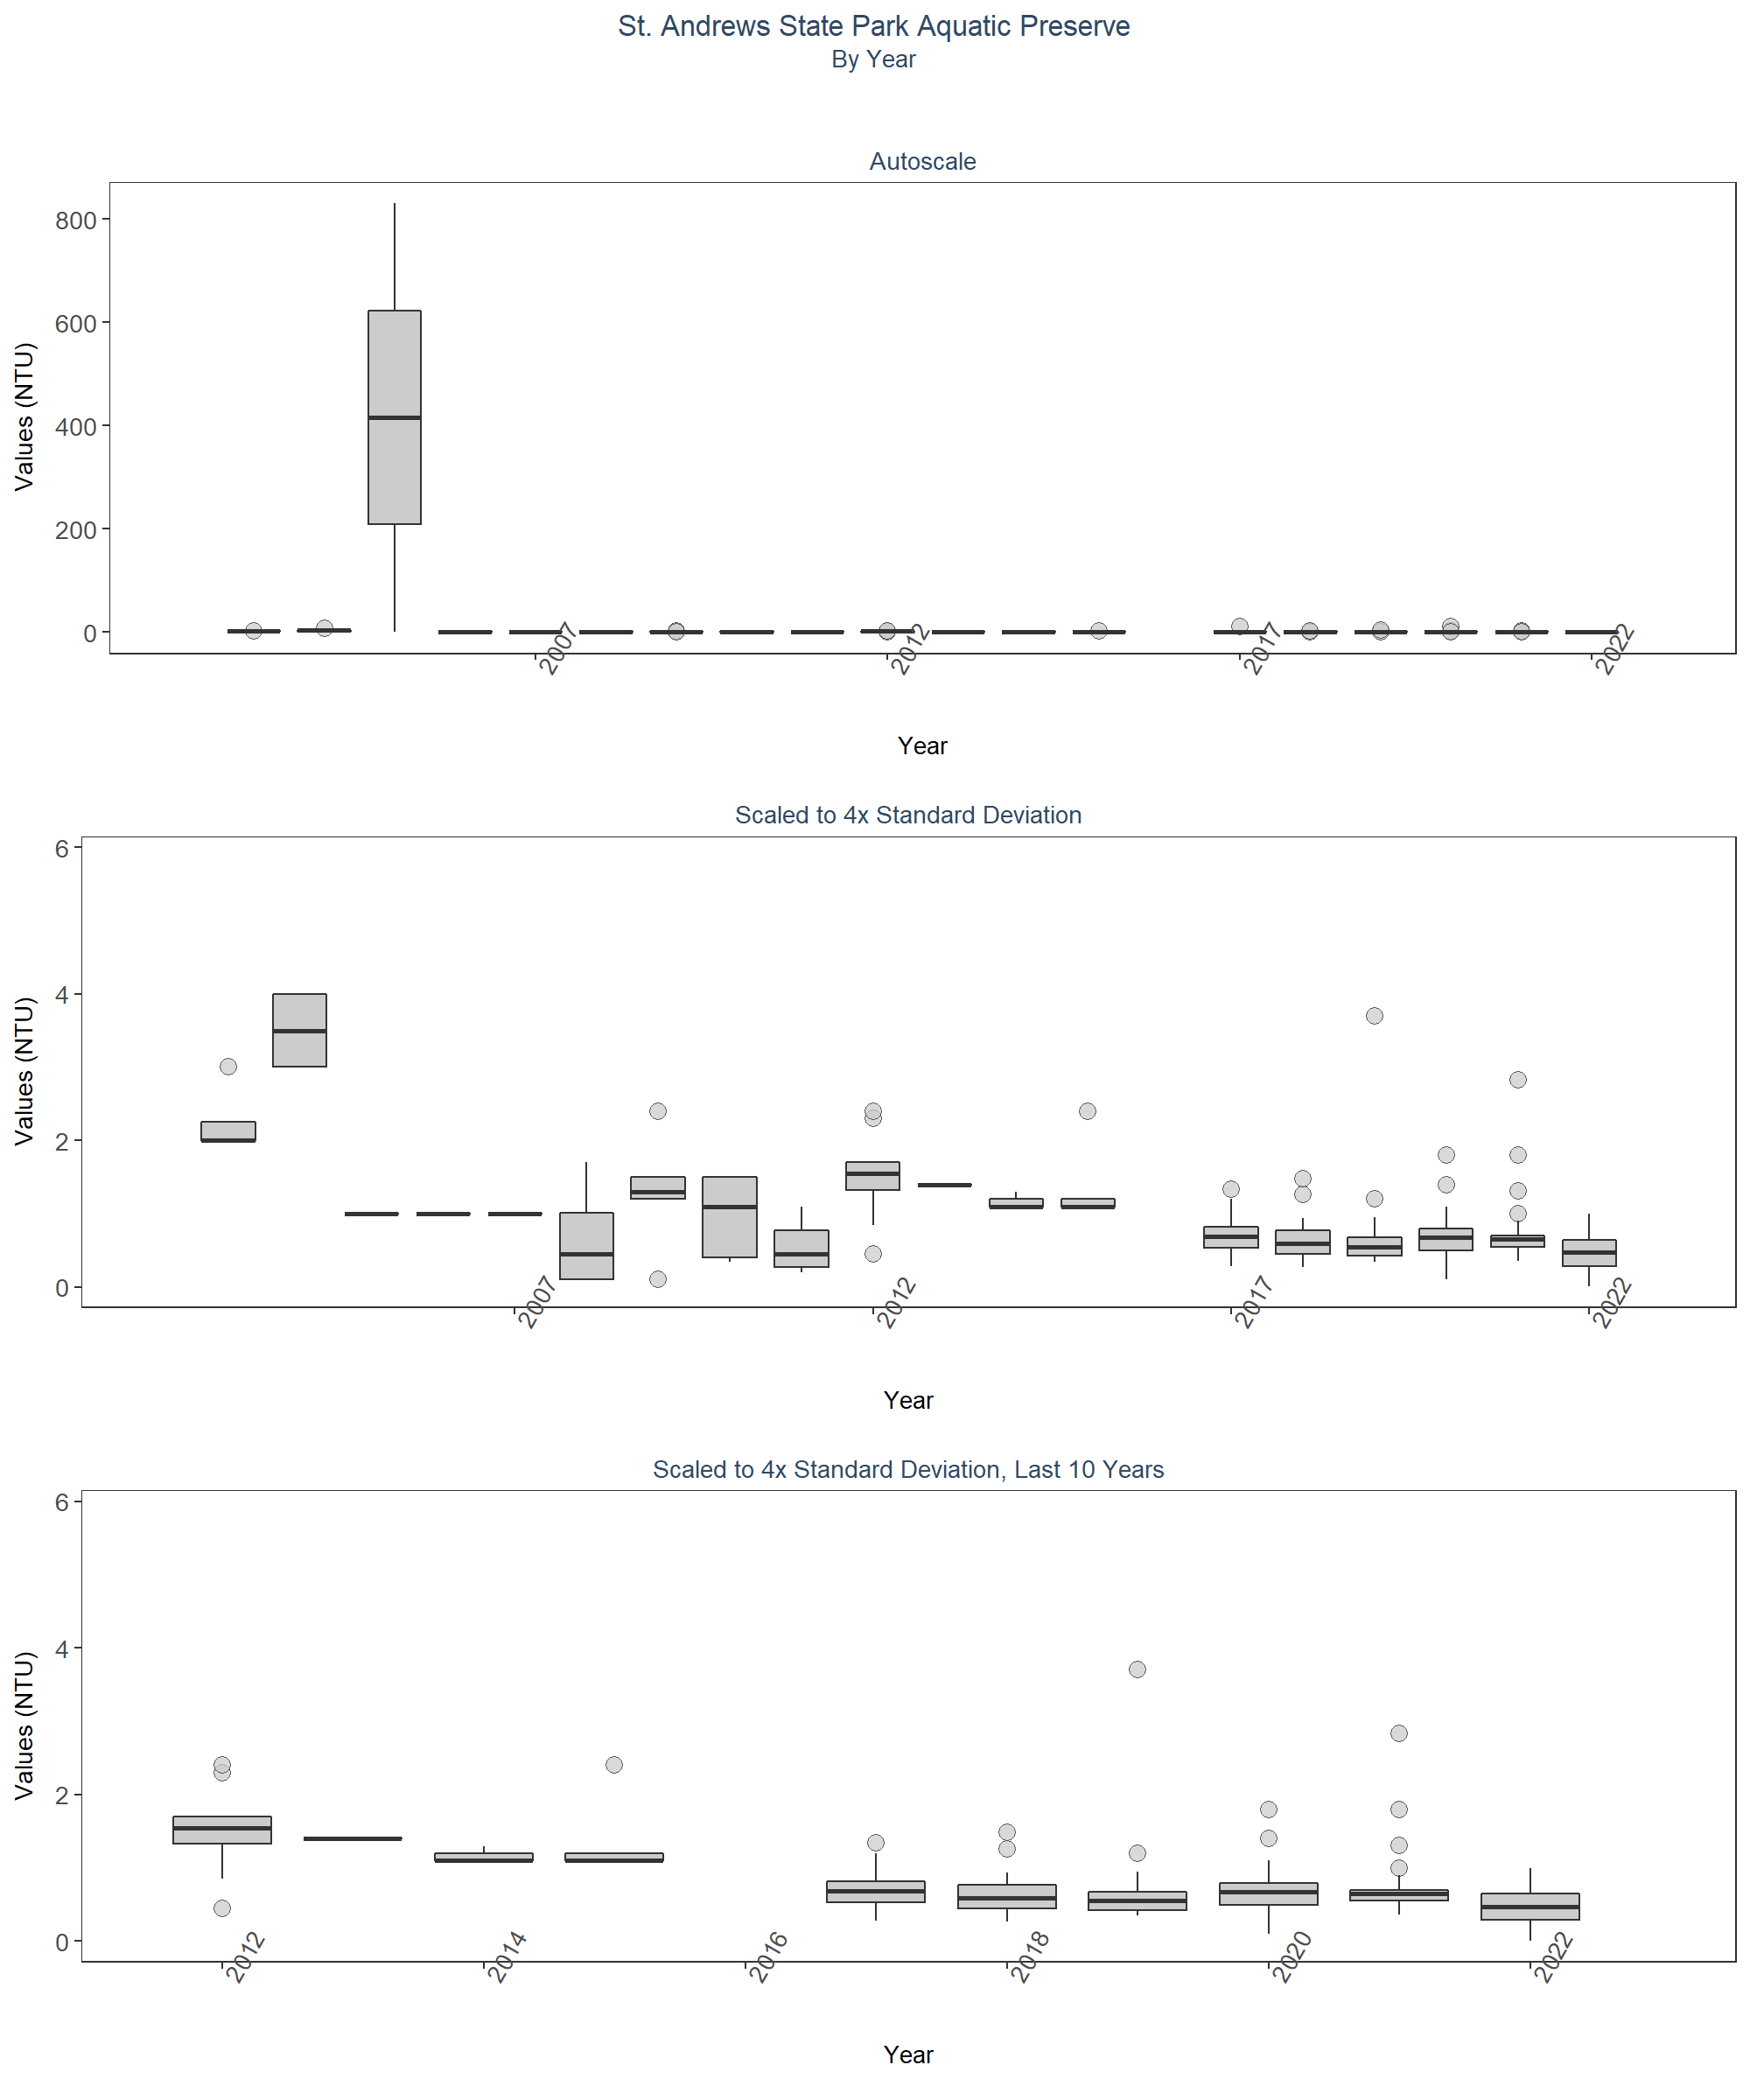 St. Andrews State Park Aquatic Preserve
By Year
Autoscale
Values (NTU)
800
600
400
200
0
2007
2012
2017
2022
Year
Scaled to 4x Standard Deviation
Values (NTU)
6
4
2
0
2007
2012
2017
2022
Year
Scaled to 4x Standard Deviation, Last 10 Years
Values (NTU)
6
4
2
0
2012
2014
2016
2018
2020
2022
Year